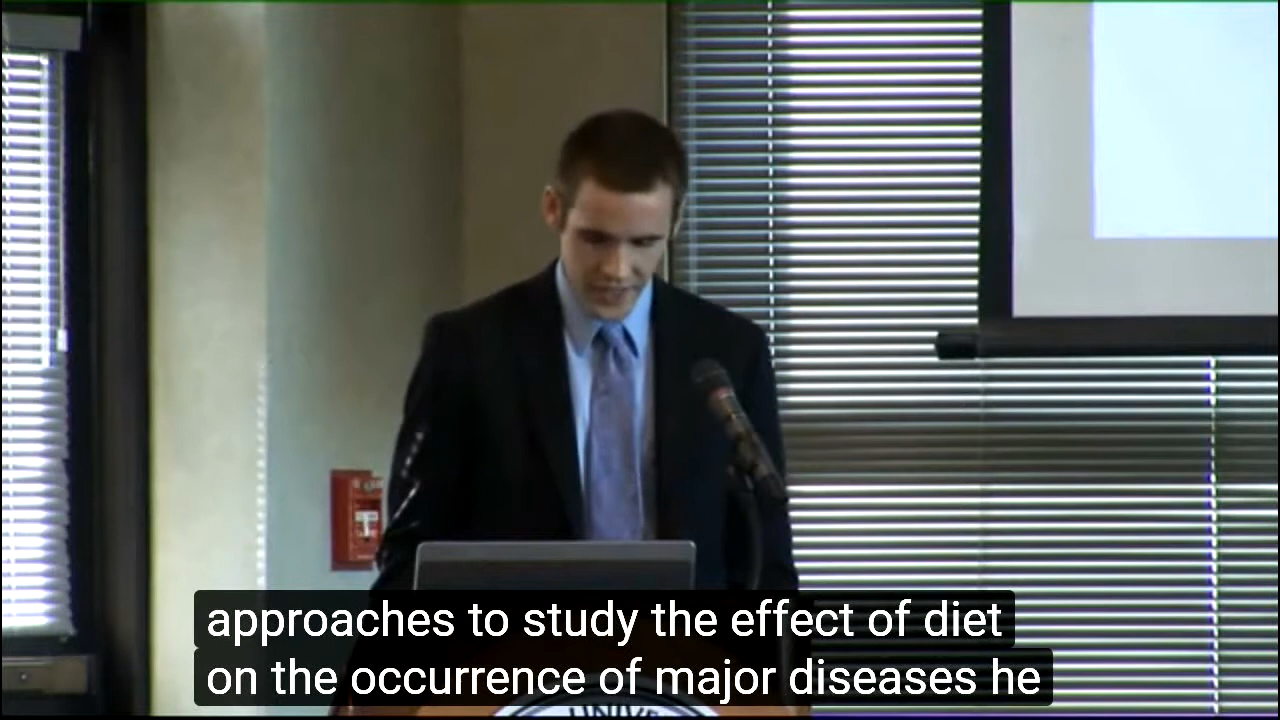 approaches to study the effect of diet
on the occurrence of major diseases he